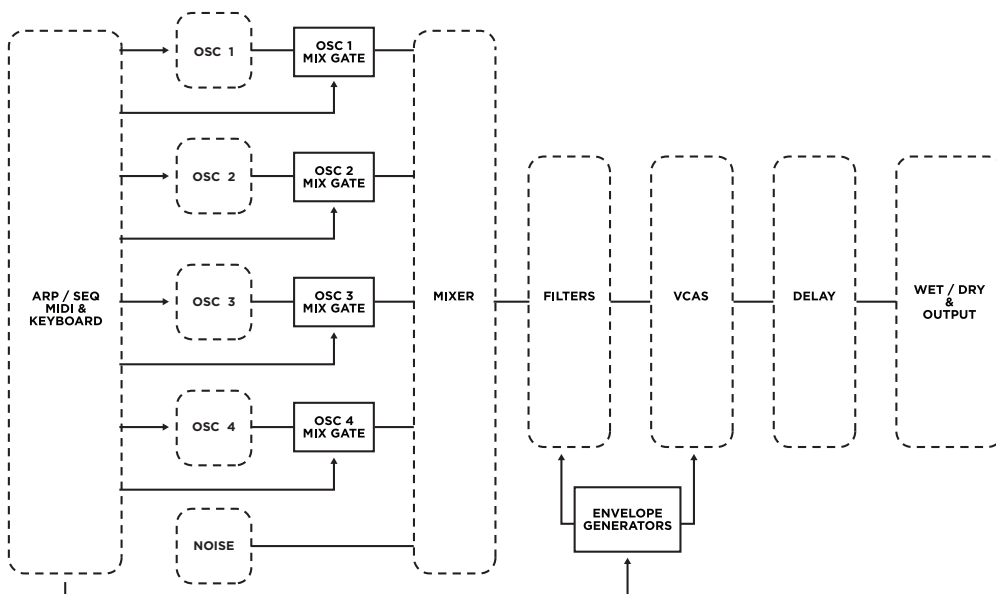 OSC 1
OSC 1
MIX GATE
OSC 2
OSC 2
MIX GATE
ARP / SEQ
MIDI &
KEYBOARD
OSC 3
OSC 3
MIX GATE
MIXER
FILTERS
VCAS
DELAY
WET / DRY
&
OUTPUT
OSC 4
OSC 4
MIX GATE
NOISE
ENVELOPE
GENERATORS